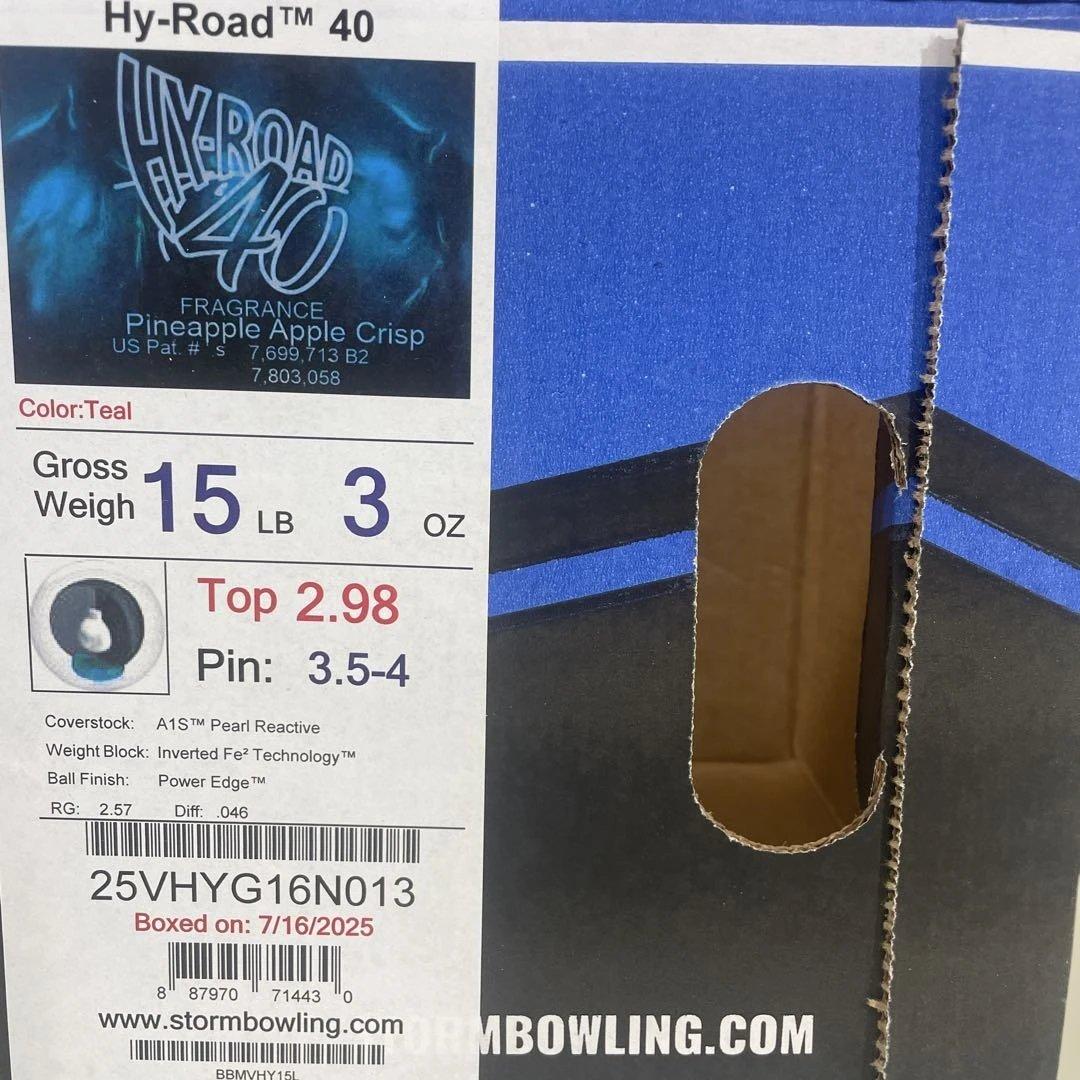 Hy-Road™ 40
HY-ROAD
40
FRAGRANCE
Pineapple Apple Crisp
US Pat. # s 7,699,713 B2
7,803,058
Color:Teal
Gross
Weigh 15 LB 3 OZ
Top 2.98
Pin: 3.5-4
Coverstock: A1S™ Pearl Reactive
Weight Block: Inverted Fe² Technology™
Ball Finish: Power Edge™
RG: 2.57 Diff: .046
25VHYG16N013
Boxed on: 7/16/2025
8 87970 71443 0
www.stormbowling.com
BBMVHY15L
ORMBOWLING.COM